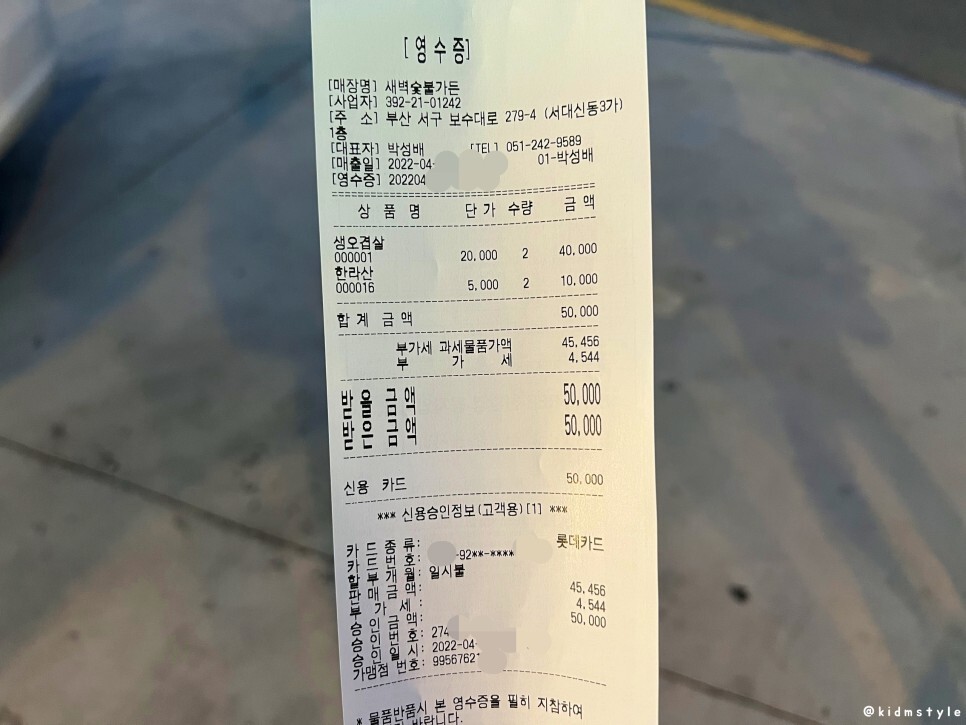 [영수증]
[매장명] 새벽숯불가든
[사업자] 392-21-01242
[주 소] 부산 서구 보수대로 279-4 (서대신동3가)
1층
[대표자] 박성배 [TEL] 051-242-9589
[매출일] 2022-04- 01-박성배
[영수증] 202204
상 품 명 단 가 수량 금 액
생오겹살
000001 20,000 2 40,000
한라산
000016 5,000 2 10,000
합 계 금 액 50,000
부가세 과세물품가액 45,456
부 가 세 4,544
받 을 금 액 50,000
받 은 금 액 50,000
신용 카드 50,000
*** 신용승인정보(고객용)[1] ***
카 드 종 류: 롯데카드
카 드 번 호: -92**-****
할 부 개 월: 일시불
판 매 금 액: 45,456
부 가 세 : 4,544
승 인 금 액: 50,000
승 인 번 호: 274
승 인 일 시: 2022-04-
가맹점 번호: 9956762
* 물품반품시 본 영수증을 필히 지참하여
바랍니다.
@kidmstyle